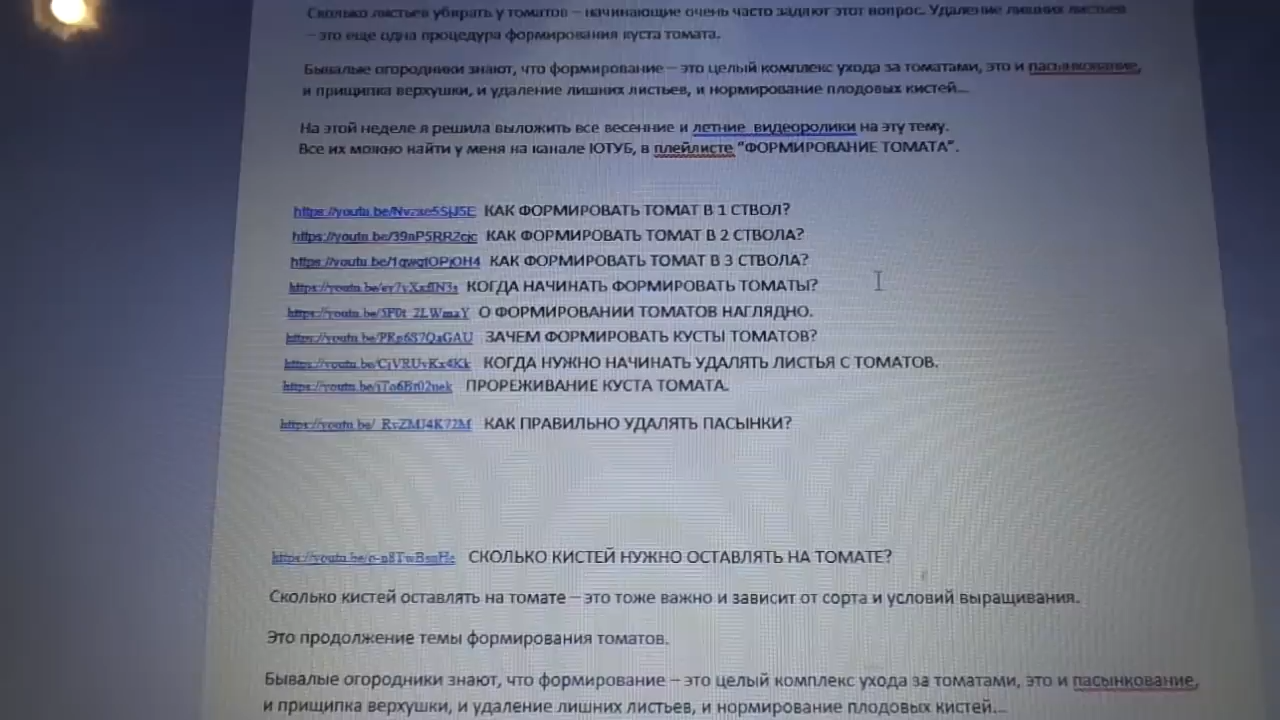 Сколько листьев убирать у томатов – начинающие очень часто задают этот вопрос. Удаление лишних листьев
– это еще одна процедура формирования куста томата.
Бывалые огородники знают, что формирование – это целый комплекс ухода за томатами, это и пасынкование,
и прищипка верхушки, и удаление лишних листьев, и нормирование плодовых кистей...
На этой неделе я решила выложить все весенние и летние видеоролики на эту тему.
Все их можно найти у меня на канале ЮТУБ, в плейлисте "ФОРМИРОВАНИЕ ТОМАТА".
КАК ФОРМИРОВАТЬ ТОМАТ В 1 СТВОЛ?
КАК ФОРМИРОВАТЬ ТОМАТ В 2 СТВОЛА?
КАК ФОРМИРОВАТЬ ТОМАТ В 3 СТВОЛА?
КОГДА НАЧИНАТЬ ФОРМИРОВАТЬ ТОМАТЫ?
О ФОРМИРОВАНИИ ТОМАТОВ НАГЛЯДНО.
ЗАЧЕМ ФОРМИРОВАТЬ КУСТЫ ТОМАТОВ?
КОГДА НУЖНО НАЧИНАТЬ УДАЛЯТЬ ЛИСТЬЯ С ТОМАТОВ.
ПРОРЕЖИВАНИЕ КУСТА ТОМАТА.
КАК ПРАВИЛЬНО УДАЛЯТЬ ПАСЫНКИ?
СКОЛЬКО КИСТЕЙ НУЖНО ОСТАВЛЯТЬ НА ТОМАТЕ?
Сколько кистей оставлять на томате – это тоже важно и зависит от сорта и условий выращивания.
Это продолжение темы формирования томатов.
Бывалые огородники знают, что формирование – это целый комплекс ухода за томатами, это и пасынкование,
и прищипка верхушки, и удаление лишних листьев, и нормирование плодовых кистей...